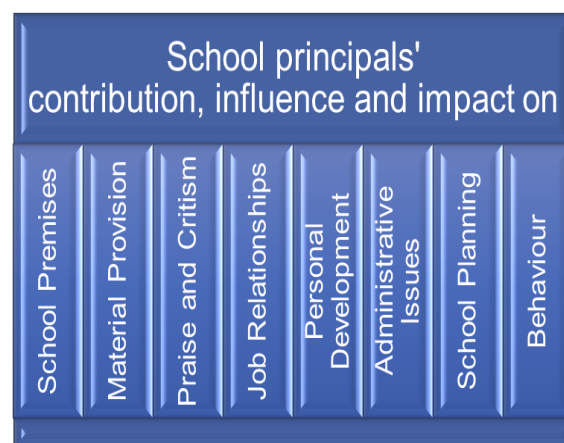 School principals'
contribution, influence and impact on
School Premises
Material Provision
Praise and Critism
Job Relationships
Personal
Development
Administrative
Issues
School Planning
Behaviour